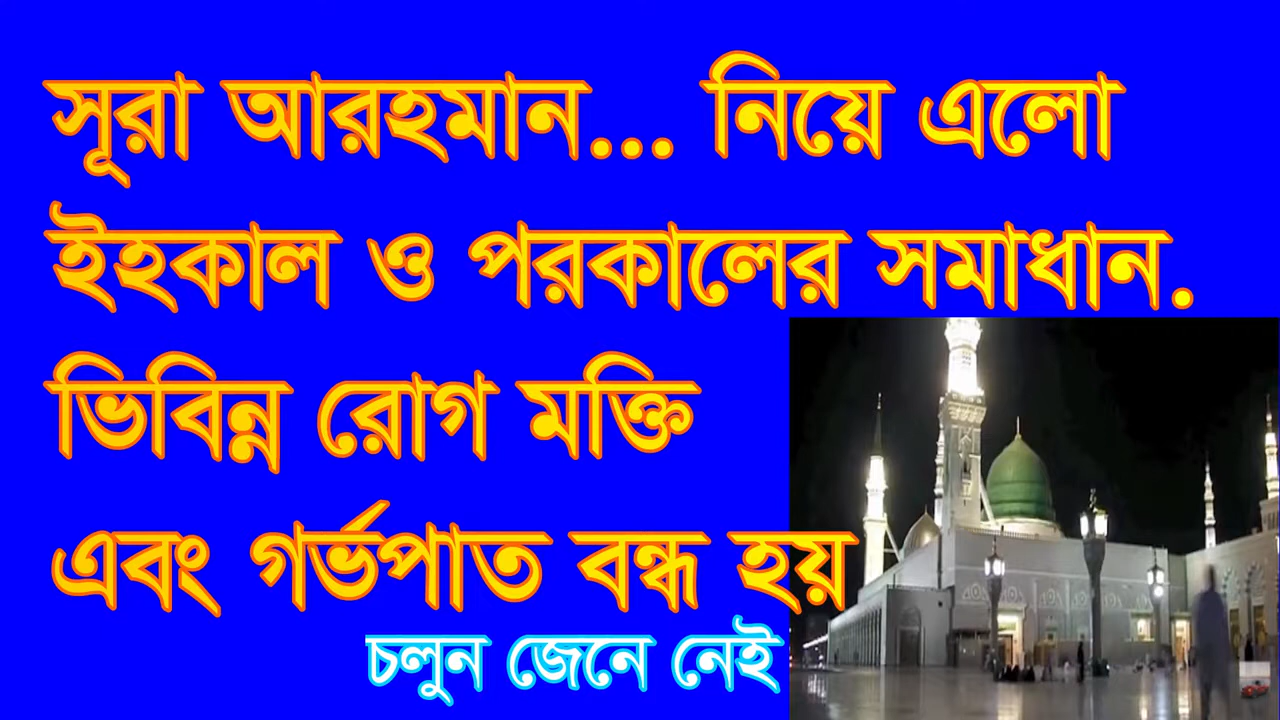 সূরা আরহমান... নিয়ে এলো
ইহকাল ও পরকালের সমাধান.
ভিবিন্ন রোগ মক্তি
এবং গর্ভপাত বন্ধ হয়
চলুন জেনে নেই